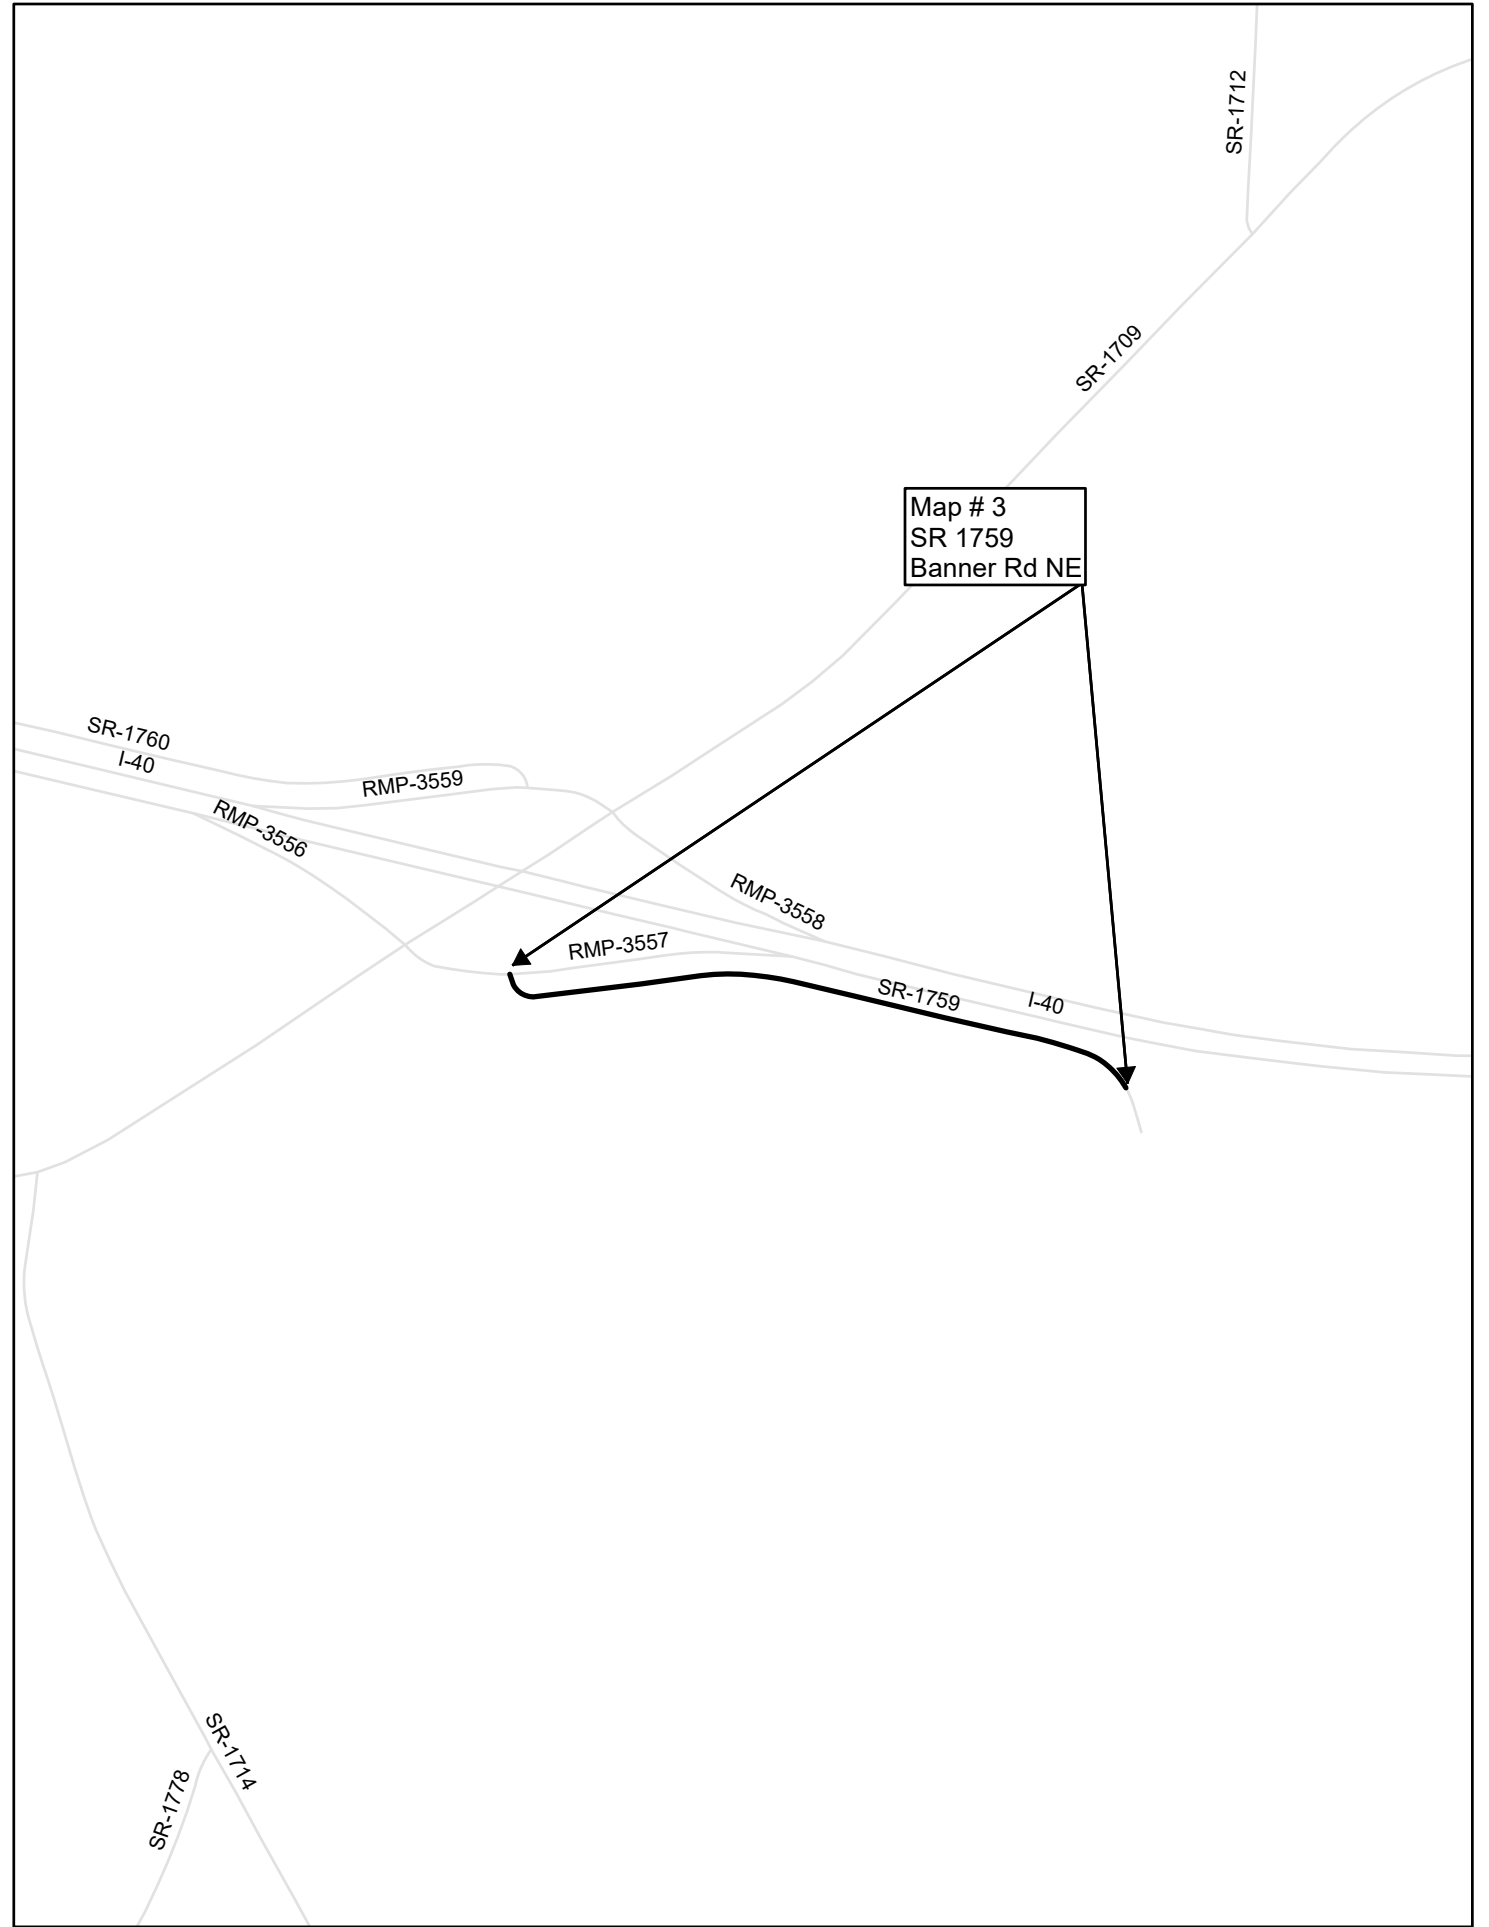 SR-1712
SR-1709
Map # 3
SR 1759
Banner Rd NE
SR-1760
I-40
RMP-3559
RMP-3556
RMP-3558
RMP-3557
SR-1759
I-40
SR-1714
SR-1778